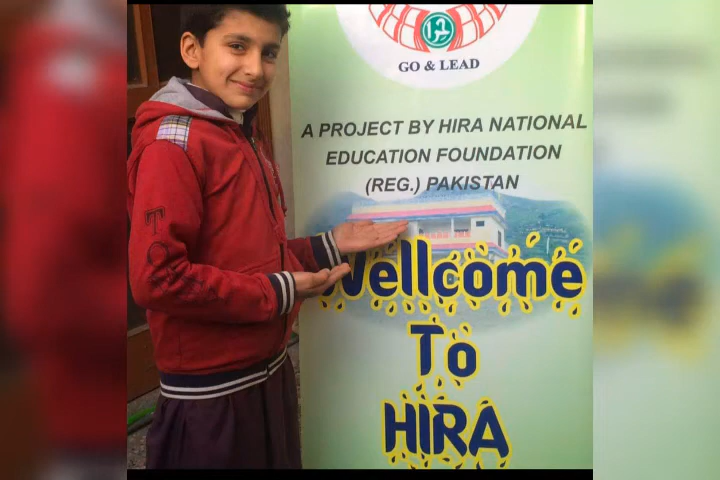 GO & LEAD
A PROJECT BY HIRA NATIONAL
EDUCATION FOUNDATION
(REG.) PAKISTAN
Wellcome
To
HIRA